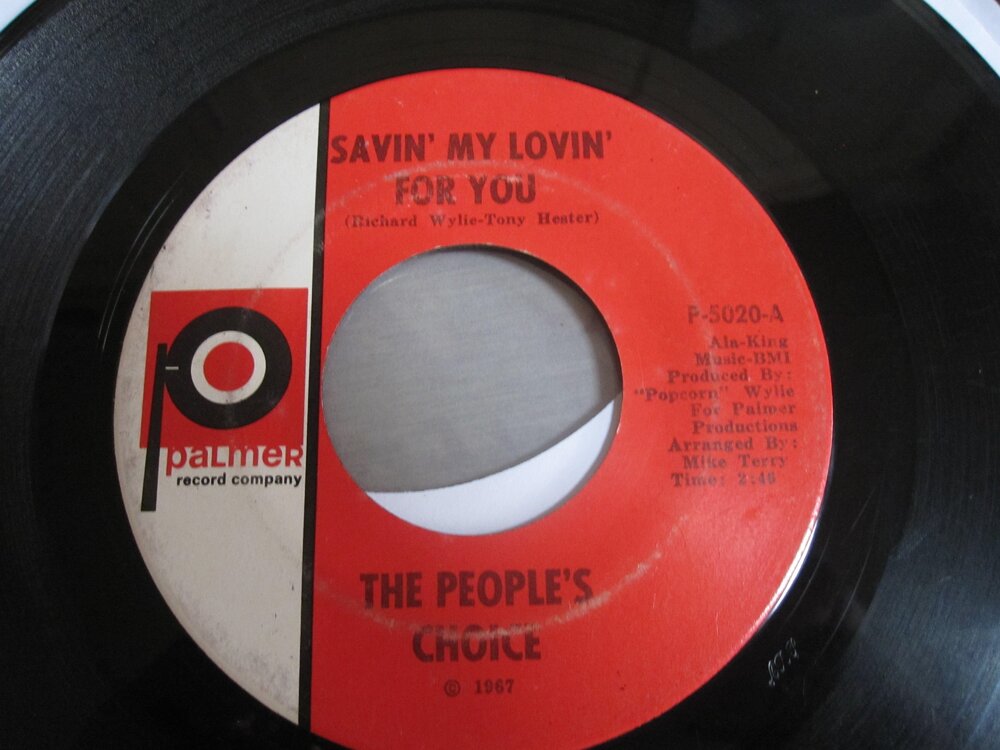 SAVIN' MY LOVIN'
FOR YOU
(Richard Wylie-Tony Hester)
P-5020-A
Ala-King
Music-BMI
Produced By:
"Popcorn" Wylie
For Palmer
Productions
Arranged By:
Mike Terry
Time: 2:46
palmer
record company
THE PEOPLE'S
CHOICE
© 1967